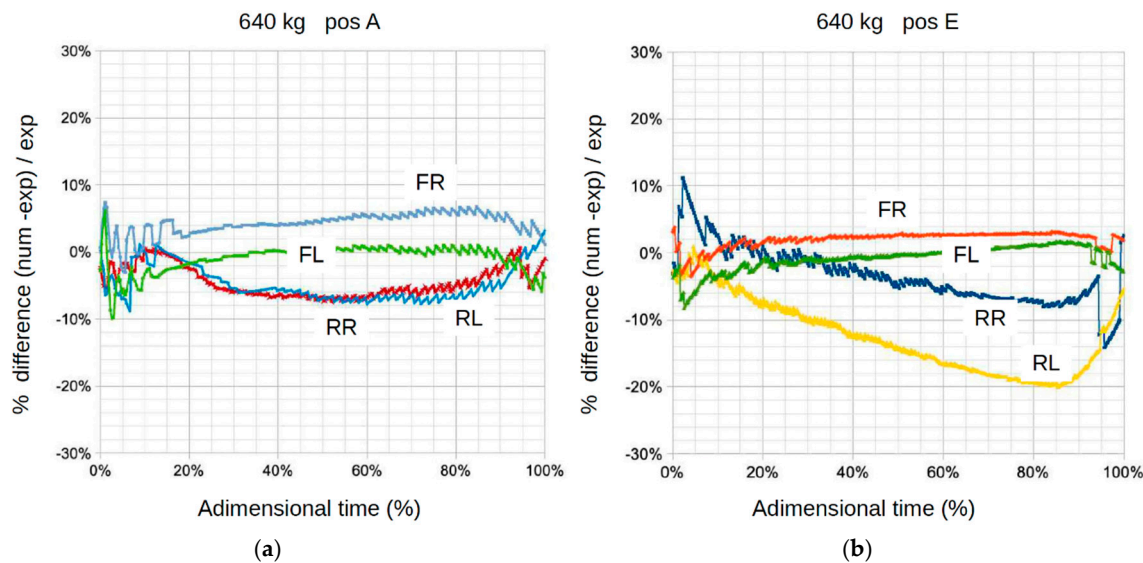 640 kg pos A
30%
20%
10%
0%
-10%
-20%
-30%
% difference (num -exp) / exp
FR
FL
RR
RL
0%
20%
40%
60%
80%
100%
Adimensional time (%)
(a)
640 kg pos E
30%
20%
10%
0%
-10%
-20%
-30%
% difference (num -exp) / exp
FR
FL
RR
RL
0%
20%
40%
60%
80%
100%
Adimensional time (%)
(b)